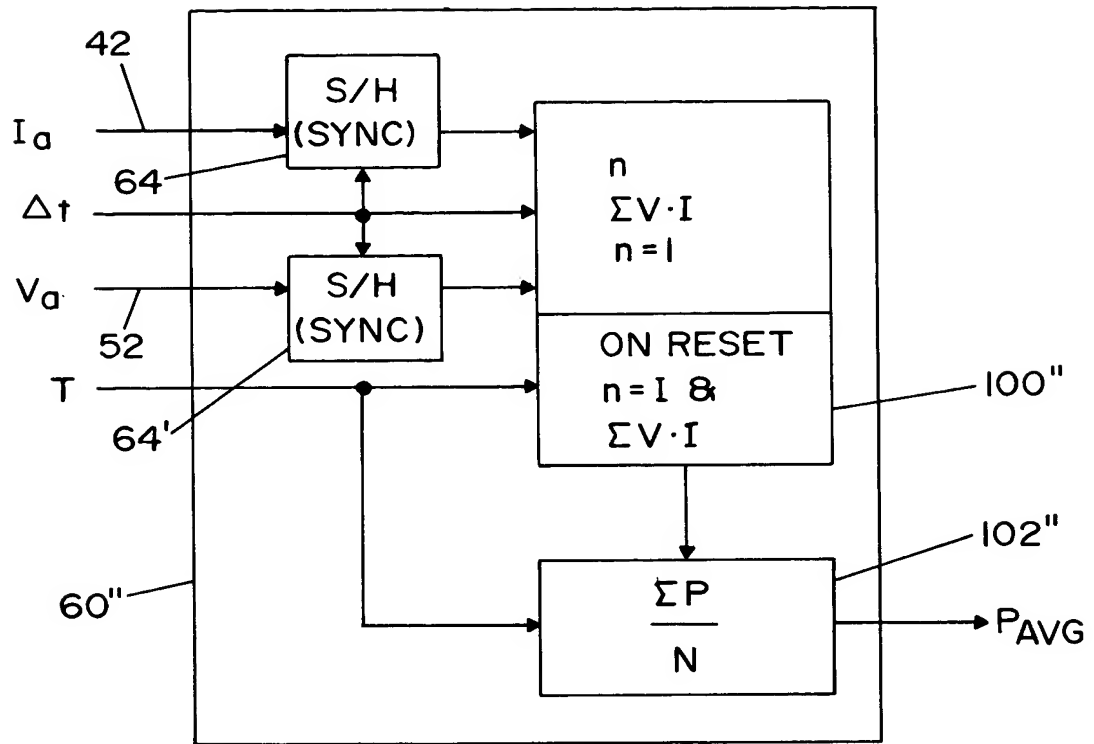 42
S/H
(SYNC)
Ia
64
Δt
n
ΣV·I
n=1
Va
S/H
(SYNC)
52
T
64'
ON RESET
n=I &
ΣV·I
100"
102"
60"
ΣP
N
PAVG